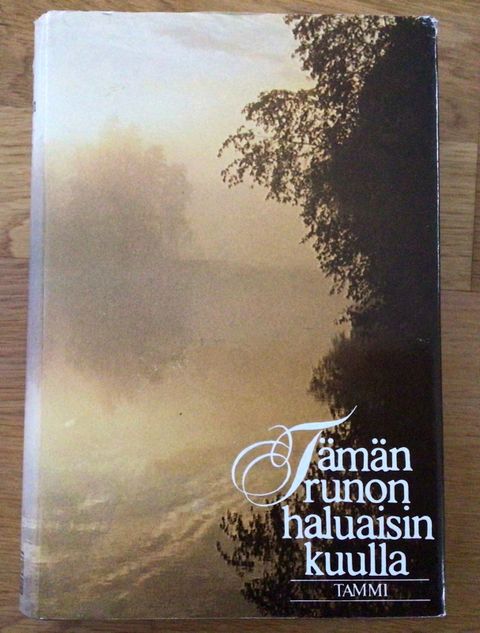 Tämän
runon
haluaisin
kuulla
TAMMI